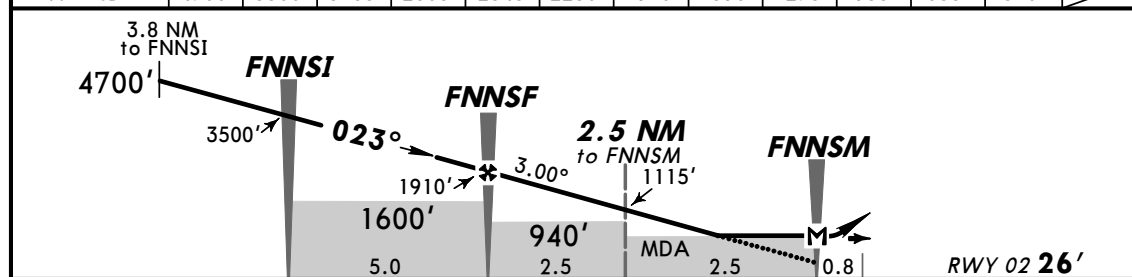 3.8 NM
to FNNSI
4700'
FNNSI
3500'
023°
FNNSF
1910'
3.00°
2.5 NM
to FNNSM
1115'
FNNSM
M
1600'
940'
MDA
5.0
2.5
2.5
0.8
RWY 02 26'